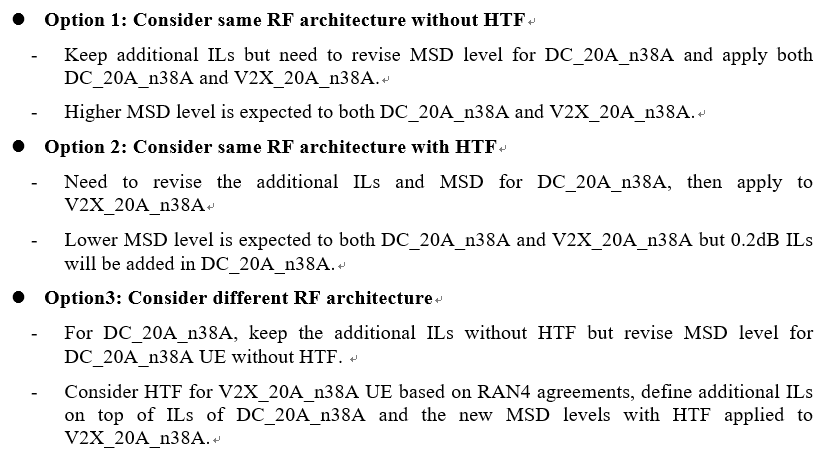 ● Option 1: Consider same RF architecture without HTF↵
- Keep additional ILs but need to revise MSD level for DC_20A_n38A and apply both
DC_20A_n38A and V2X_20A_n38A.↵
- Higher MSD level is expected to both DC_20A_n38A and V2X_20A_n38A.↵
● Option 2: Consider same RF architecture with HTF↵
- Need to revise the additional ILs and MSD for DC_20A_n38A, then apply to
V2X_20A_n38A↵
- Lower MSD level is expected to both DC_20A_n38A and V2X_20A_n38A but 0.2dB ILs
will be added in DC_20A_n38A.↵
● Option3: Consider different RF architecture↵
- For DC_20A_n38A, keep the additional ILs without HTF but revise MSD level for
DC_20A_n38A UE without HTF. ↵
- Consider HTF for V2X_20A_n38A UE based on RAN4 agreements, define additional ILs
on top of ILs of DC_20A_n38A and the new MSD levels with HTF applied to
V2X_20A_n38A.↵